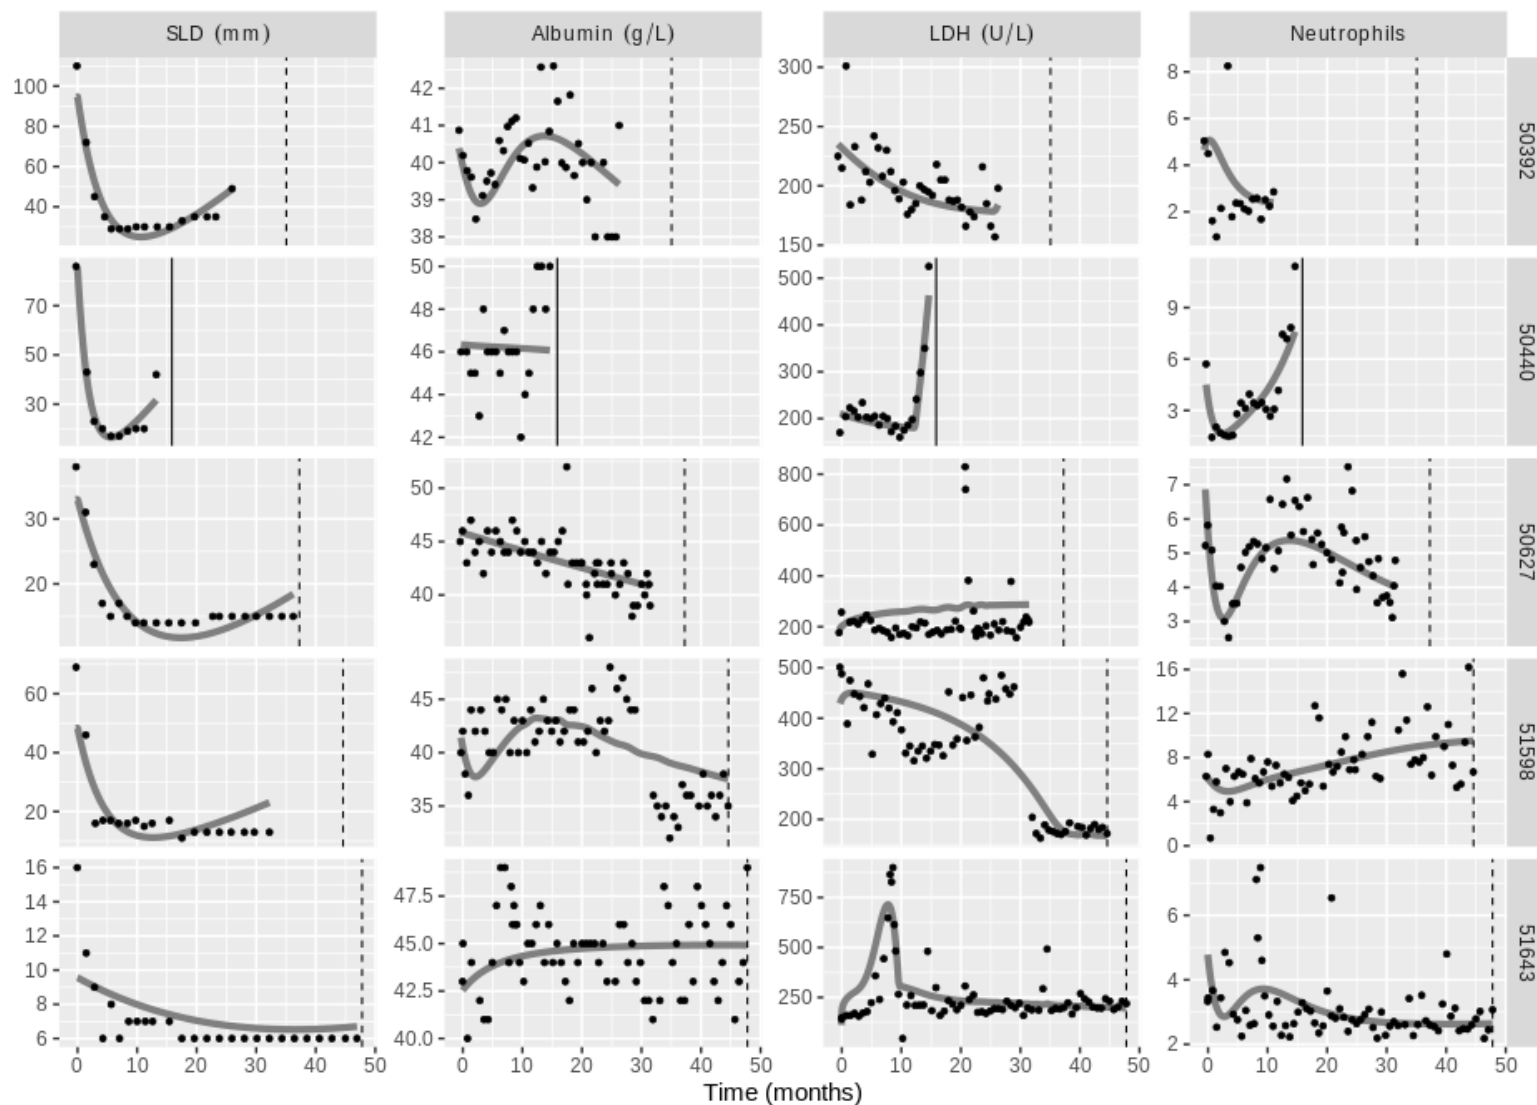 SLD (mm) Albumin (g/L) LDH (U/L) Neutrophils
100 80 60 40
42 41 40 39 38
300 250 200 150
8 6 4 2
50392
70 50 30
50 48 46 44 42
500 400 300 200
9 6 3
50440
30 20
50 45 40
800 600 400 200
7 6 5 4 3
50627
60 40 20
45 40 35
500 400 300 200
16 12 8 4 0
51598
16 14 12 10 8 6
47.5 45.0 42.5 40.0
750 500 250
6 4 2
51643
0 10 20 30 40 50 0 10 20 30 40 50 0 10 20 30 40 50 0 10 20 30 40 50
Time (months)